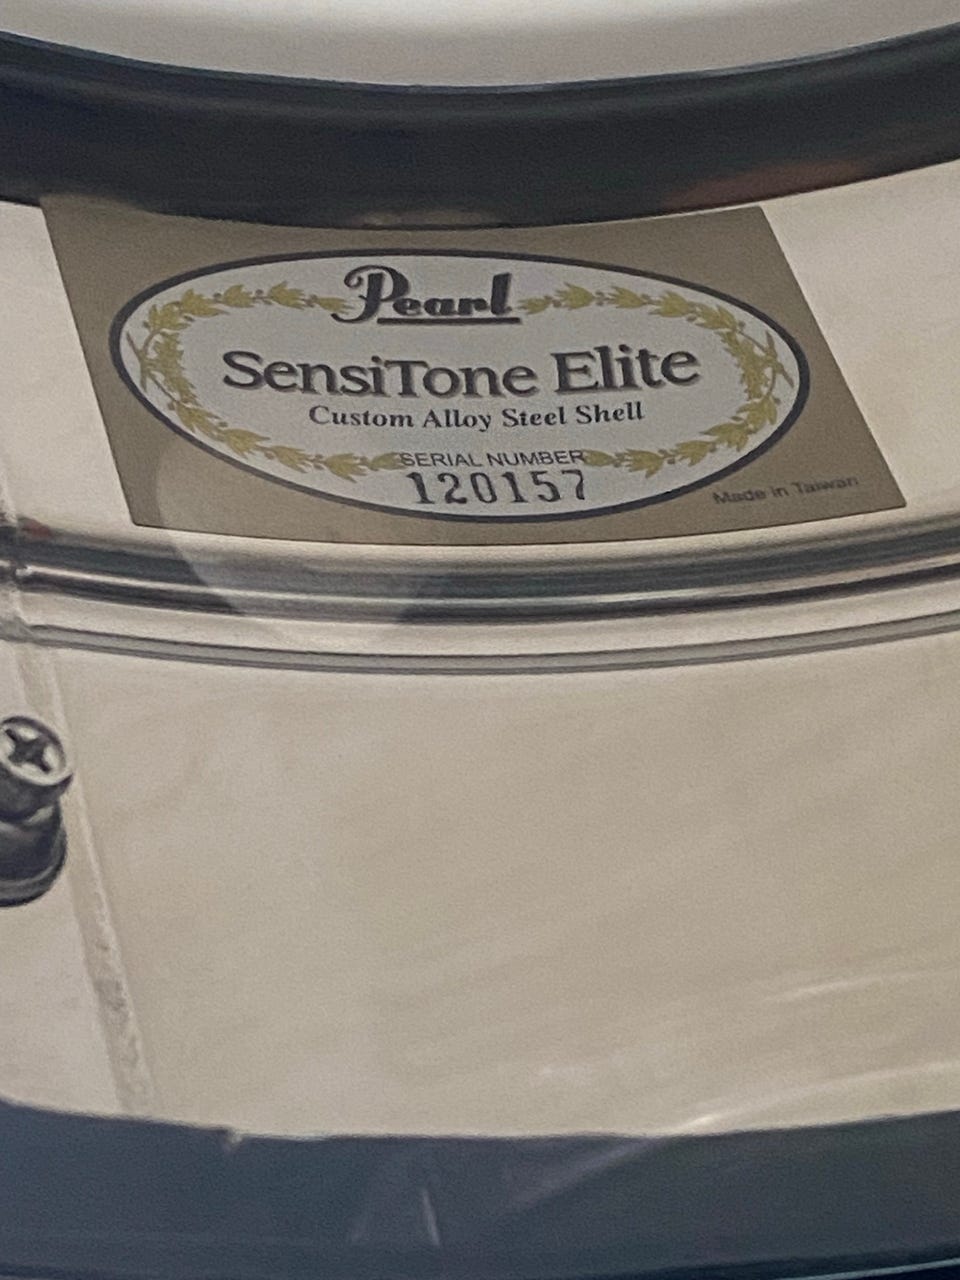 Pearl
SensiTone Elite
Custom Alloy Steel Shell
SERIAL NUMBER
120157
Made in Taiwan